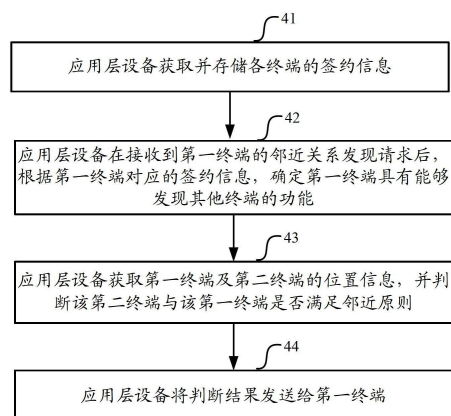 41
应用层设备获取并存储各终端的签约信息
42
应用层设备在接收到第一终端的邻近关系发现请求后，
根据第一终端对应的签约信息，确定第一终端具有能够
发现其他终端的功能
43
应用层设备获取第一终端及第二终端的位置信息，并判
断该第二终端与该第一终端是否满足邻近原则
44
应用层设备将判断结果发送给第一终端